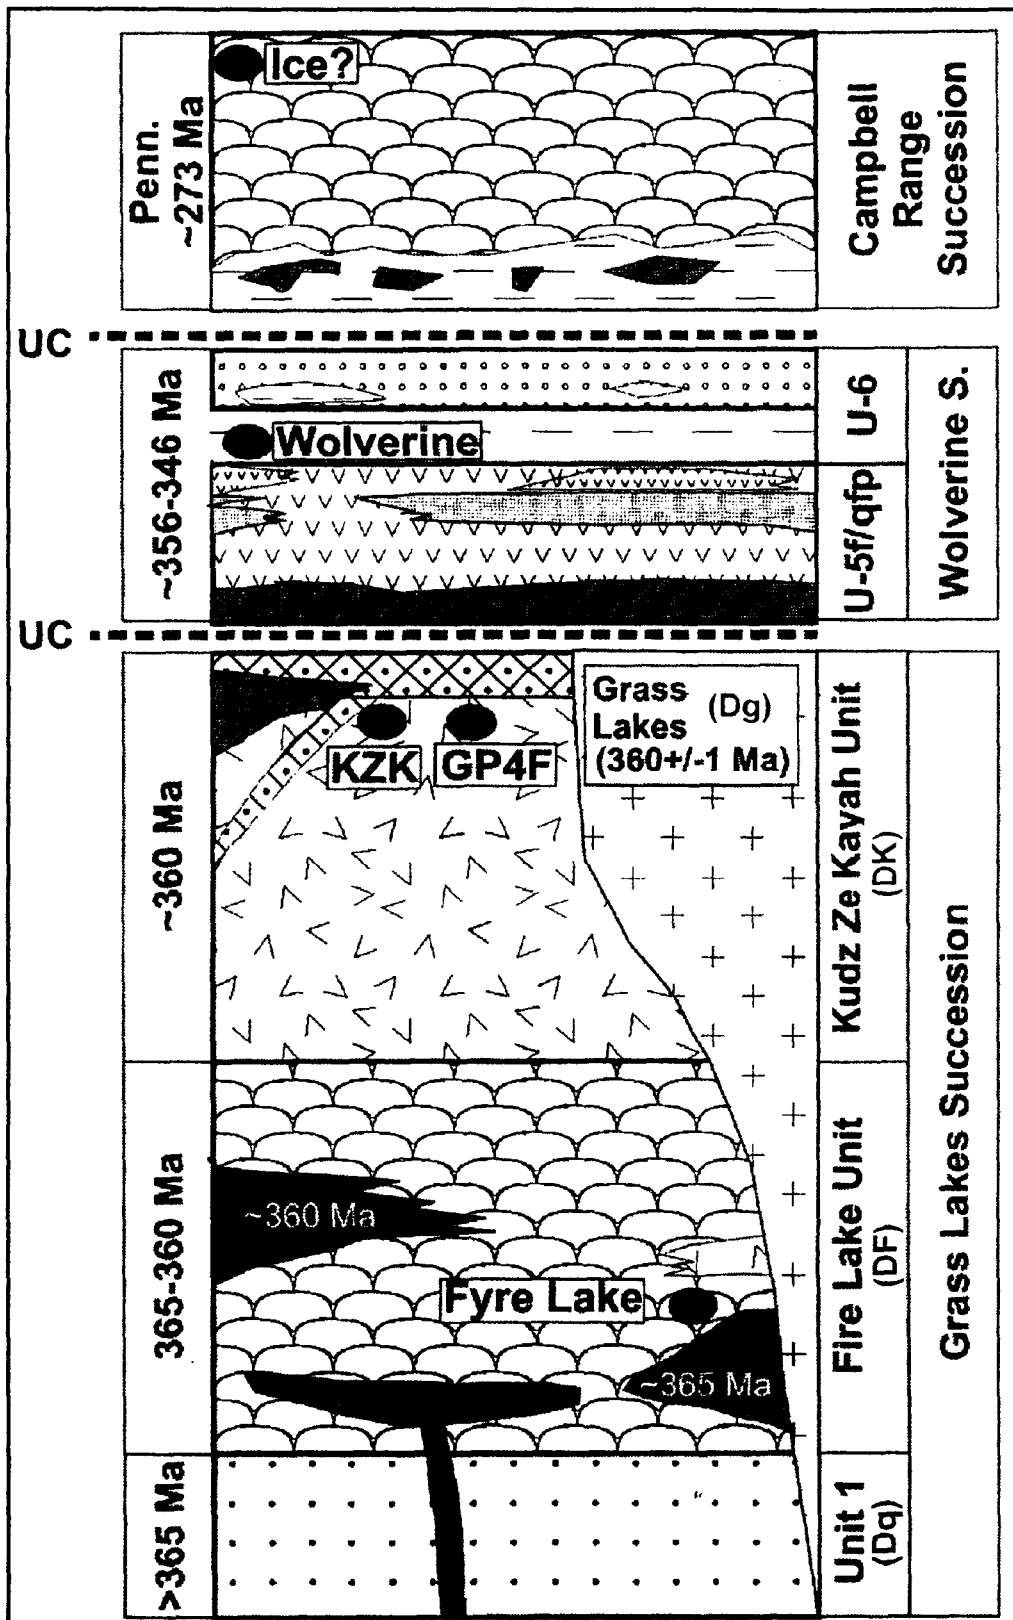 Ice?
Penn.
~273 Ma
Campbell
Range
Succession
UC
Wolverine
~356-346 Ma
U-6
U-5f/qfp
Wolverine S.
UC
Grass
Lakes (Dg)
(360+/-1 Ma)
KZK
GP4F
~360 Ma
Kudz Ze Kayah Unit
(DK)
365-360 Ma
~360 Ma
Fyre Lake
~365 Ma
Fire Lake Unit
(DF)
Grass Lakes Succession
>365 Ma
Unit 1
(Dq)